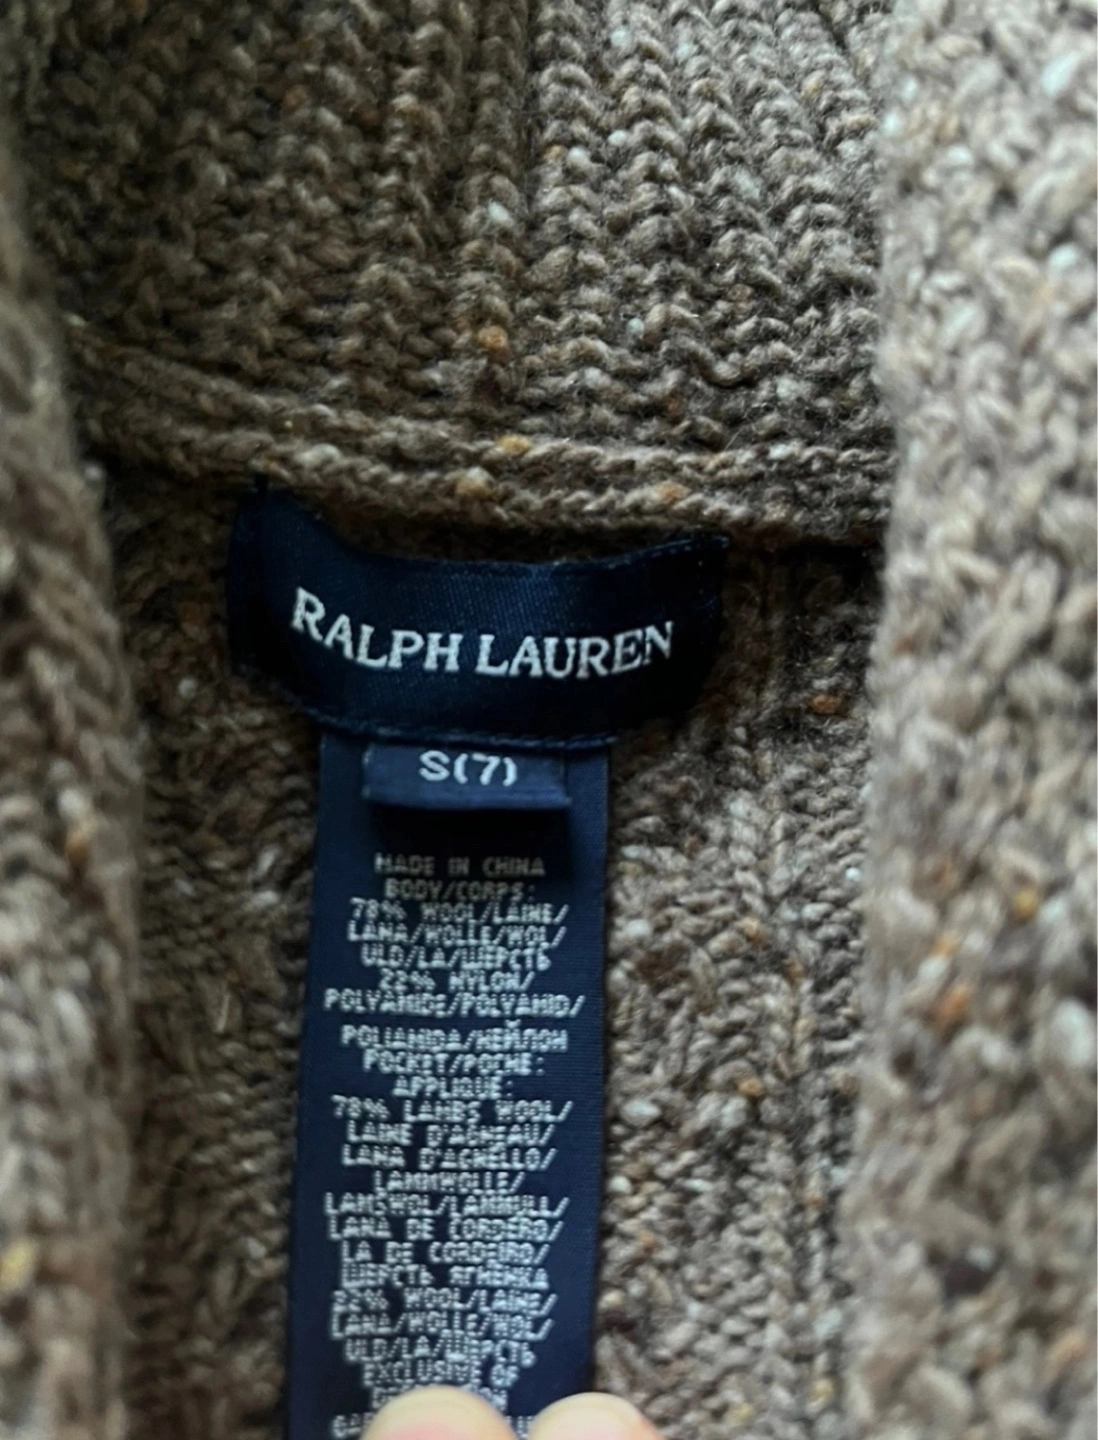 RALPH LAUREN
S(7)
MADE IN CHINA
BODY/CORPS:
78% WOOL/LAINE/
LANA/WOLLE/WOL/
ULD/LA/ШЕРСТЬ
22% NYLON/
POLYAMIDE/POLYAMID/
POLIAMIDA/НЕЙЛОН
POCKET/POCHE:
APPLIQUE:
78% LAMBS WOOL/
LAINE D'AGNEAU/
LANA D'AGNELLO/
LAMMWOLLE/
LAMSWOL/LAMMULL/
LANA DE CORDERO/
LA DE CORDEIRO/
ШЕРСТЬ ЯГНЕНКА
22% WOOL/LAINE/
LANA/WOLLE/WOL/
ULD/LA/ШЕРСТЬ
EXCLUSIVE OF